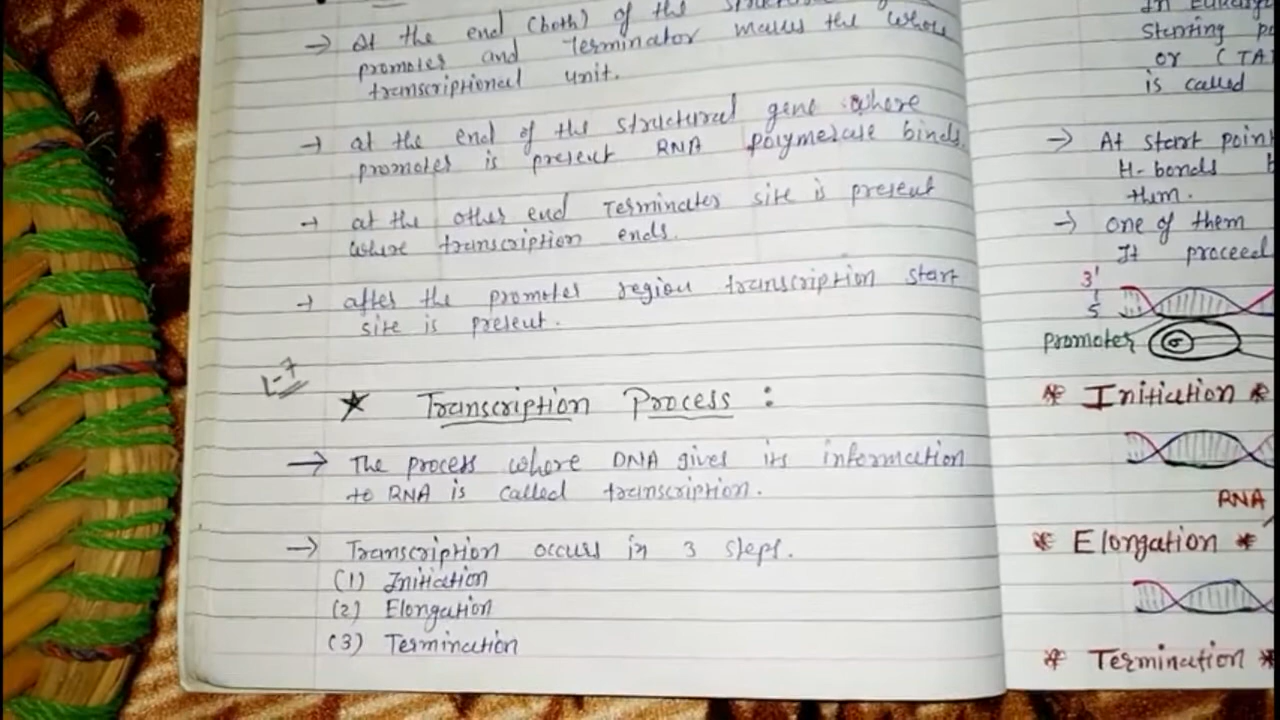 → At the end (both) of the
promoter and Terminator makes the whole
transcriptional unit.
→ at the end of the structural gene where
promoter is present RNA polymerase binds.
→ at the other end Terminater site is present
where transcription ends.
→ after the promoter region transcription start
site is present.
L-7
★ Transcription Process :
→ The process where DNA gives its information
to RNA is called transcription.
→ Transcription occurs in 3 steps.
(1) Initiation
(2) Elongation
(3) Termination
Starting
or (TA
is called
→ At start point
H-bonds
them.
→ one of them
It proceed
3'
5
promoter
σ
* Initiation *
RNA
* Elongation *
* Termination *